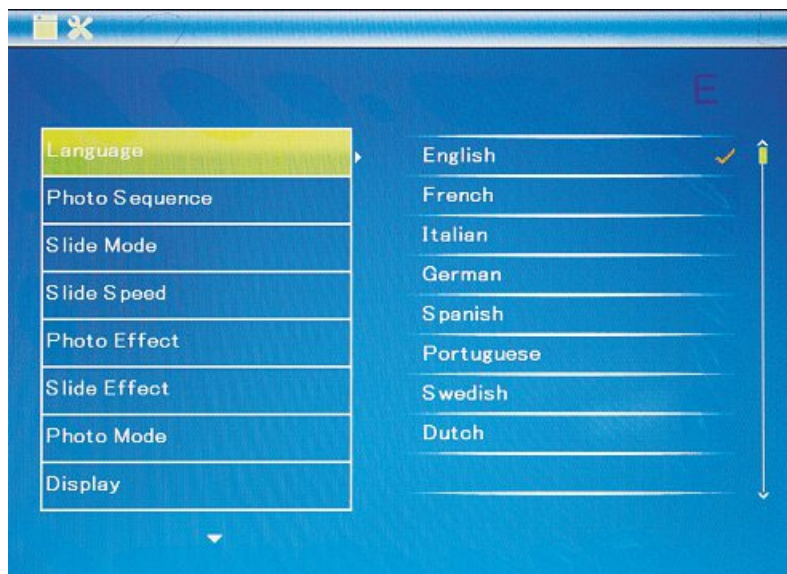 E
Language
Photo Sequence
Slide Mode
Slide Speed
Photo Effect
Slide Effect
Photo Mode
Display
English
French
Italian
German
Spanish
Portuguese
Swedish
Dutch